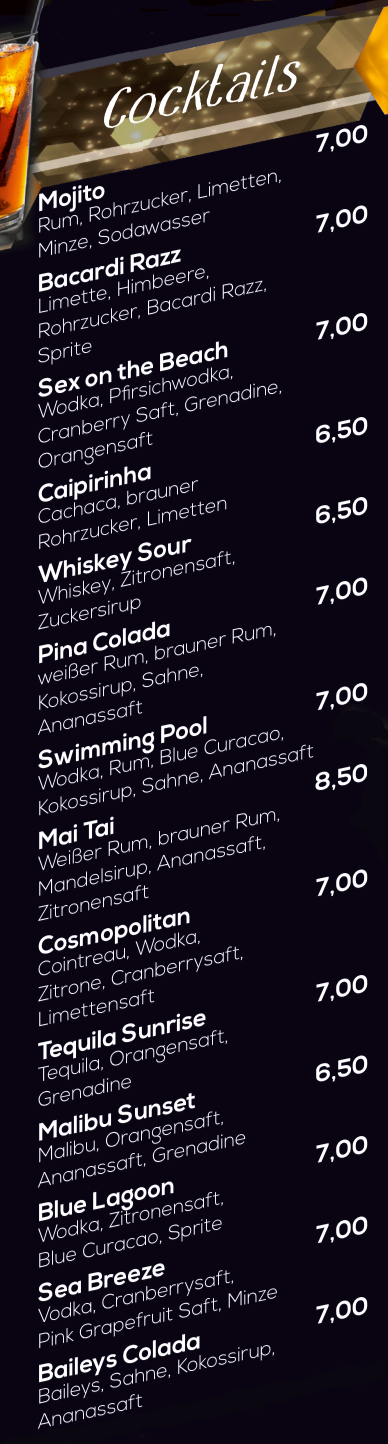 Cocktails
Mojito 7,00
Rum, Rohrzucker, Limetten,
Minze, Sodawasser
Bacardi Razz 7,00
Limette, Himbeere,
Rohrzucker, Bacardi Razz,
Sprite
Sex on the Beach 7,00
Wodka, Pfirsichwodka,
Cranberry Saft, Grenadine,
Orangensaft
Caipirinha 6,50
Cachaca, brauner
Rohrzucker, Limetten
Whiskey Sour 6,50
Whiskey, Zitronensaft,
Zuckersirup
Pina Colada 7,00
weißer Rum, brauner Rum,
Kokossirup, Sahne,
Ananassaft
Swimming Pool 7,00
Wodka, Rum, Blue Curacao,
Kokossirup, Sahne, Ananassaft
Mai Tai 8,50
Weißer Rum, brauner Rum,
Mandelsirup, Ananassaft,
Zitronensaft
Cosmopolitan 7,00
Cointreau, Wodka,
Zitrone, Cranberrysaft,
Limettensaft
Tequila Sunrise 7,00
Tequila, Orangensaft,
Grenadine
Malibu Sunset 6,50
Malibu, Orangensaft,
Ananassaft, Grenadine
Blue Lagoon 7,00
Wodka, Zitronensaft,
Blue Curacao, Sprite
Sea Breeze 7,00
Vodka, Cranberrysaft,
Pink Grapefruit Saft, Minze
Baileys Colada 7,00
Baileys, Sahne, Kokossirup,
Ananassaft